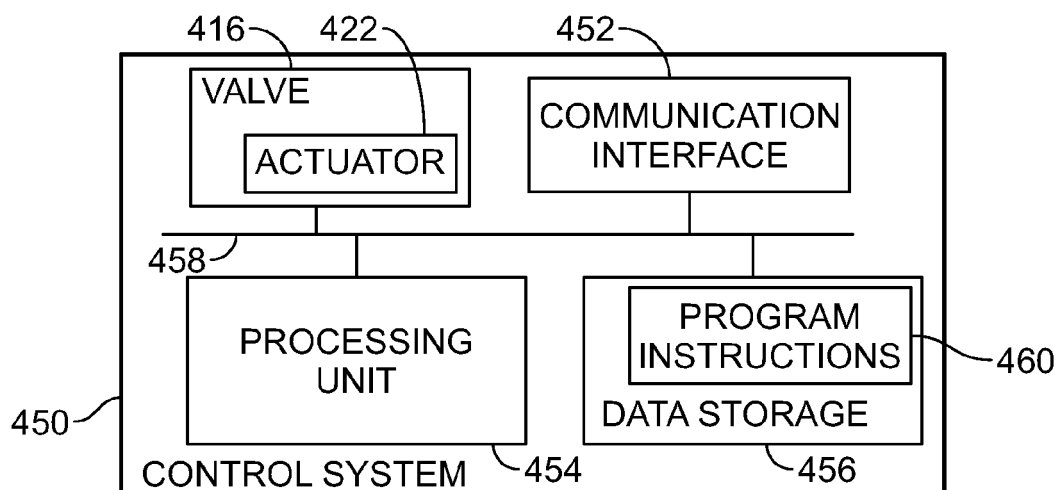 416
422
452
VALVE
ACTUATOR
COMMUNICATION
INTERFACE
458
PROCESSING
UNIT
PROGRAM
INSTRUCTIONS
460
DATA STORAGE
450
CONTROL SYSTEM
454
456